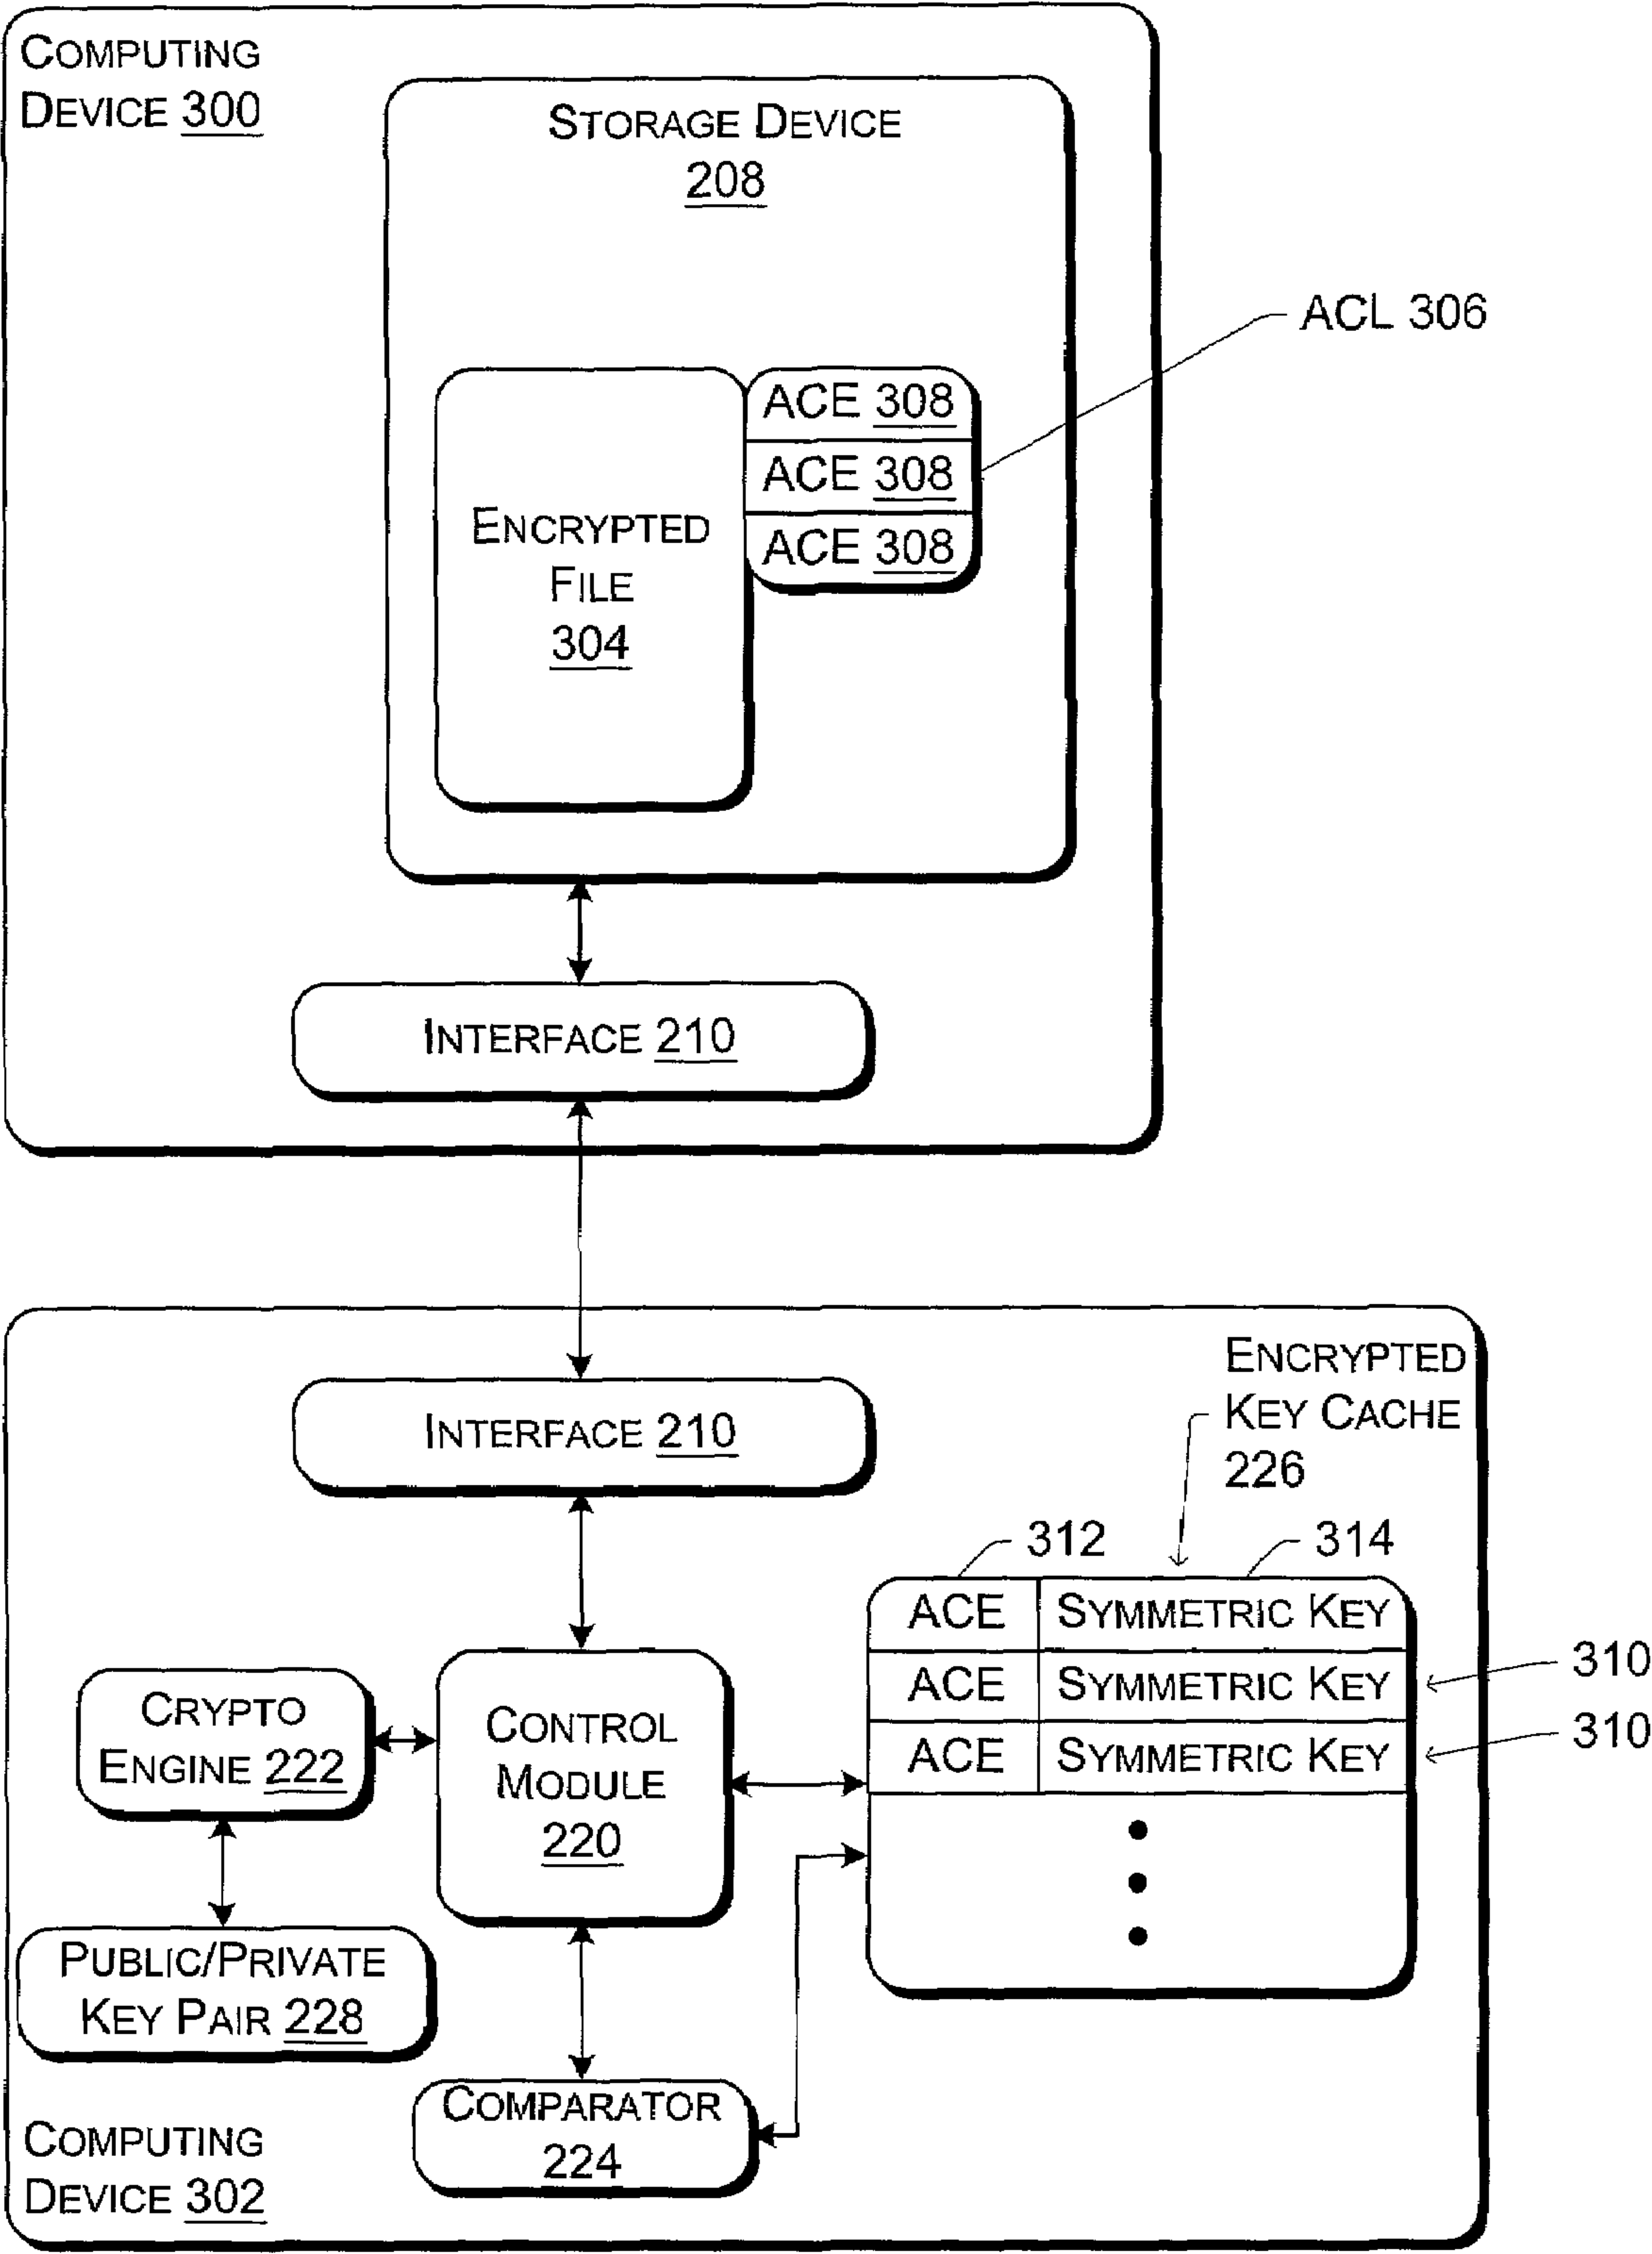 COMPUTING
DEVICE 300
STORAGE DEVICE
208
ACL 306
ACE 308
ACE 308
ACE 308
ENCRYPTED
FILE
304
INTERFACE 210
INTERFACE 210
ENCRYPTED
KEY CACHE
226
312
314
ACE SYMMETRIC KEY
ACE SYMMETRIC KEY
310
ACE SYMMETRIC KEY
310
CRYPTO
ENGINE 222
CONTROL
MODULE
220
PUBLIC/PRIVATE
KEY PAIR 228
COMPARATOR
224
COMPUTING
DEVICE 302